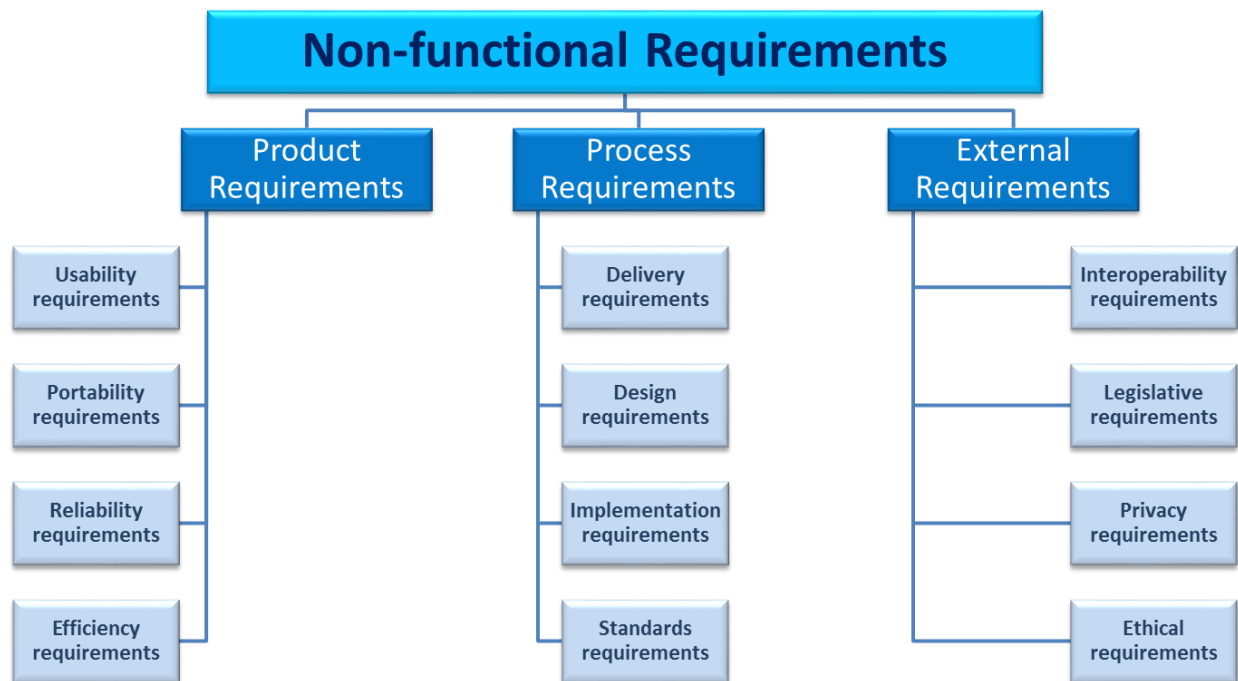 Non-functional Requirements
Product
Requirements
Process
Requirements
External
Requirements
Usability
requirements
Portability
requirements
Reliability
requirements
Efficiency
requirements
Delivery
requirements
Design
requirements
Implementation
requirements
Standards
requirements
Interoperability
requirements
Legislative
requirements
Privacy
requirements
Ethical
requirements